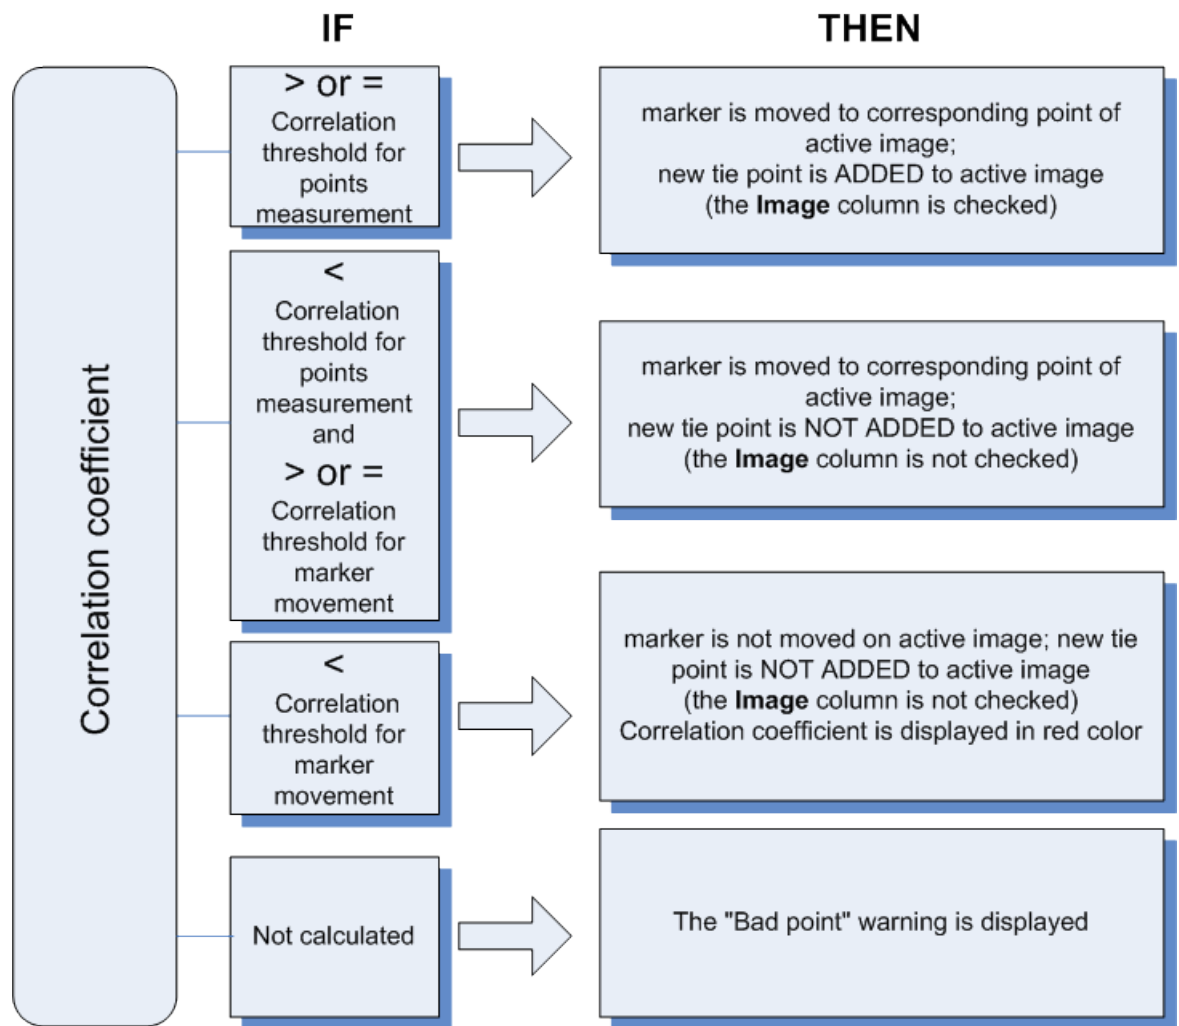 IF
THEN
Correlation coefficient
> or =
Correlation
threshold for
points
measurement
marker is moved to corresponding point of
active image;
new tie point is ADDED to active image
(the Image column is checked)
<
Correlation
threshold for
points
measurement
and
> or =
Correlation
threshold for
marker
movement
marker is moved to corresponding point of
active image;
new tie point is NOT ADDED to active image
(the Image column is not checked)
<
Correlation
threshold for
marker
movement
marker is not moved on active image; new tie
point is NOT ADDED to active image
(the Image column is not checked)
Correlation coefficient is displayed in red color
Not calculated
The "Bad point" warning is displayed